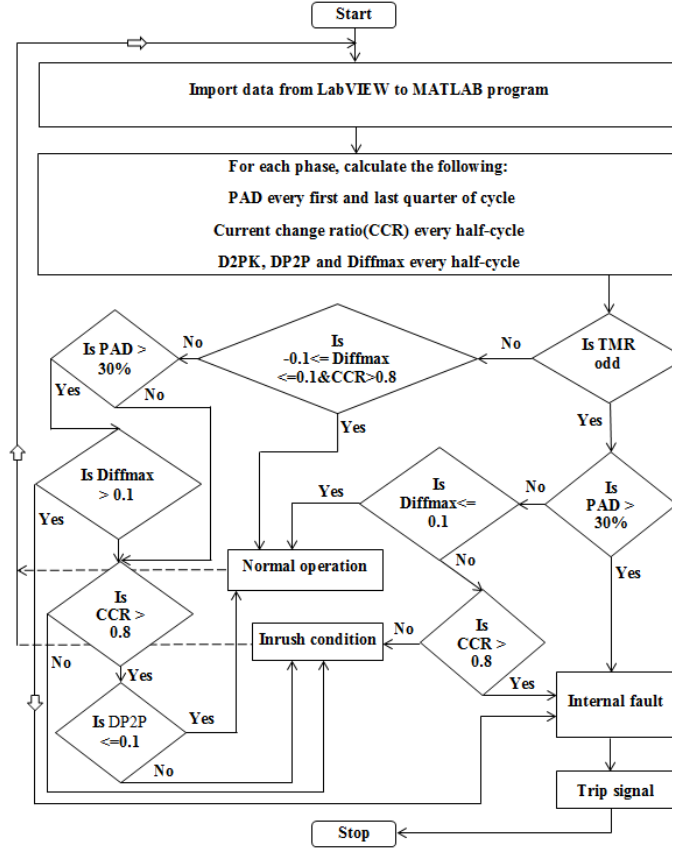 Start
Import data from LabVIEW to MATLAB program
For each phase, calculate the following:
PAD every first and last quarter of cycle
Current change ratio(CCR) every half-cycle
D2PK, DP2P and Diffmax every half-cycle
Is TMR
odd
No
Is
-0.1<= Diffmax
<=0.1&CCR>0.8
No
Is PAD >
30%
Yes
No
Yes
Yes
Is Diffmax
> 0.1
Yes
Is
Diffmax<=
0.1
Yes
No
Is
PAD >
30%
No
Yes
Normal operation
Is
CCR >
0.8
No
Yes
Inrush condition
No
Is
CCR >
0.8
Yes
Is DP2P
<=0.1
Yes
No
Internal fault
Trip signal
Stop